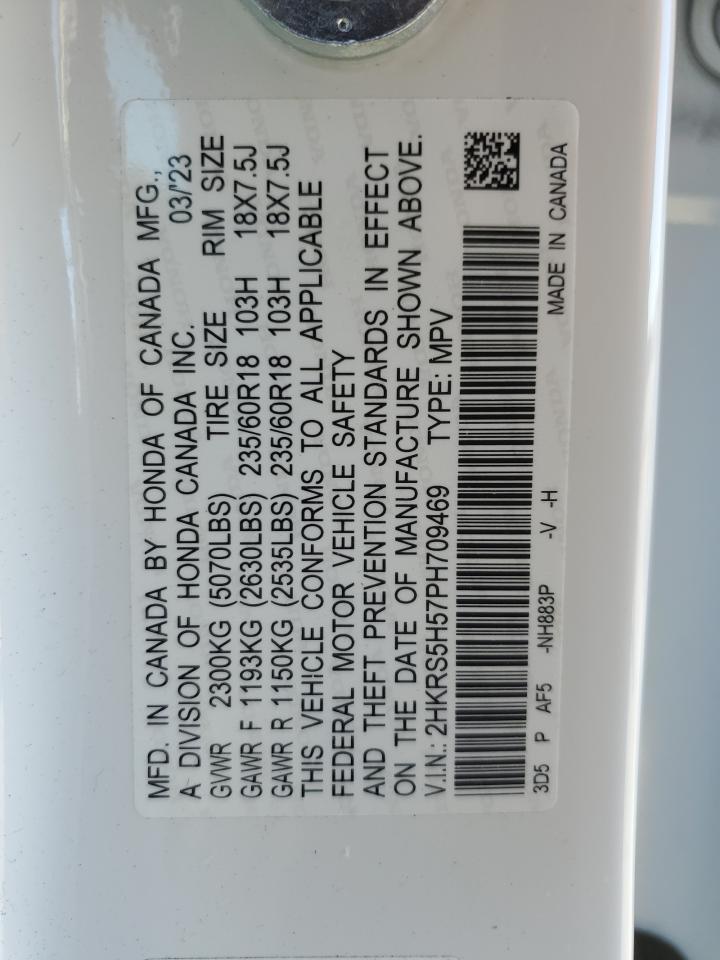 MFD. IN CANADA BY HONDA OF CANADA MFG.,
A DIVISION OF HONDA CANADA INC. 03/'23
GVWR 2300KG (5070LBS) TIRE SIZE RIM SIZE
GAWR F 1193KG (2630LBS) 235/60R18 103H 18X7.5J
GAWR R 1150KG (2535LBS) 235/60R18 103H 18X7.5J
THIS VEHICLE CONFORMS TO ALL APPLICABLE
FEDERAL MOTOR VEHICLE SAFETY
AND THEFT PREVENTION STANDARDS IN EFFECT
ON THE DATE OF MANUFACTURE SHOWN ABOVE.
V.I.N.: 2HKRS5H57PH709469 TYPE: MPV
3D5 P AF5 -NH883P -V -H MADE IN CANADA